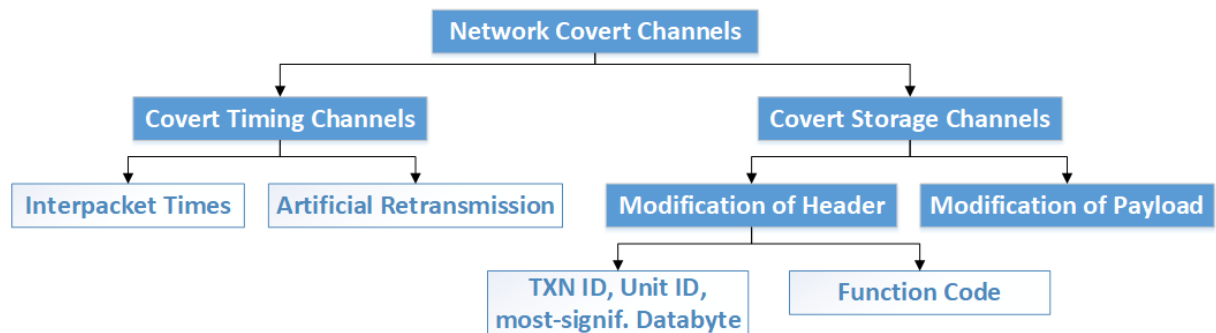 Network Covert Channels
Covert Timing Channels
Covert Storage Channels
Interpacket Times
Artificial Retransmission
Modification of Header
Modification of Payload
TXN ID, Unit ID,
most-signif. Databyte
Function Code